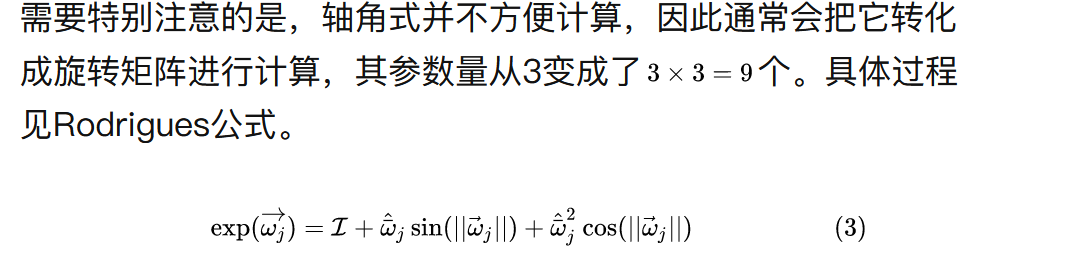 需要特别注意的是，轴角式并不方便计算，因此通常会把它转化
成旋转矩阵进行计算，其参数量从3变成了 3 × 3 = 9 个。具体过程
见Rodrigues公式。
$\exp(\overrightarrow{\omega_j}) = \mathcal{I} + \hat{\bar{\omega}}_j \sin(||\vec{\omega}_j||) + \hat{\bar{\omega}}_j^2 \cos(||\vec{\omega}_j||)$ (3)